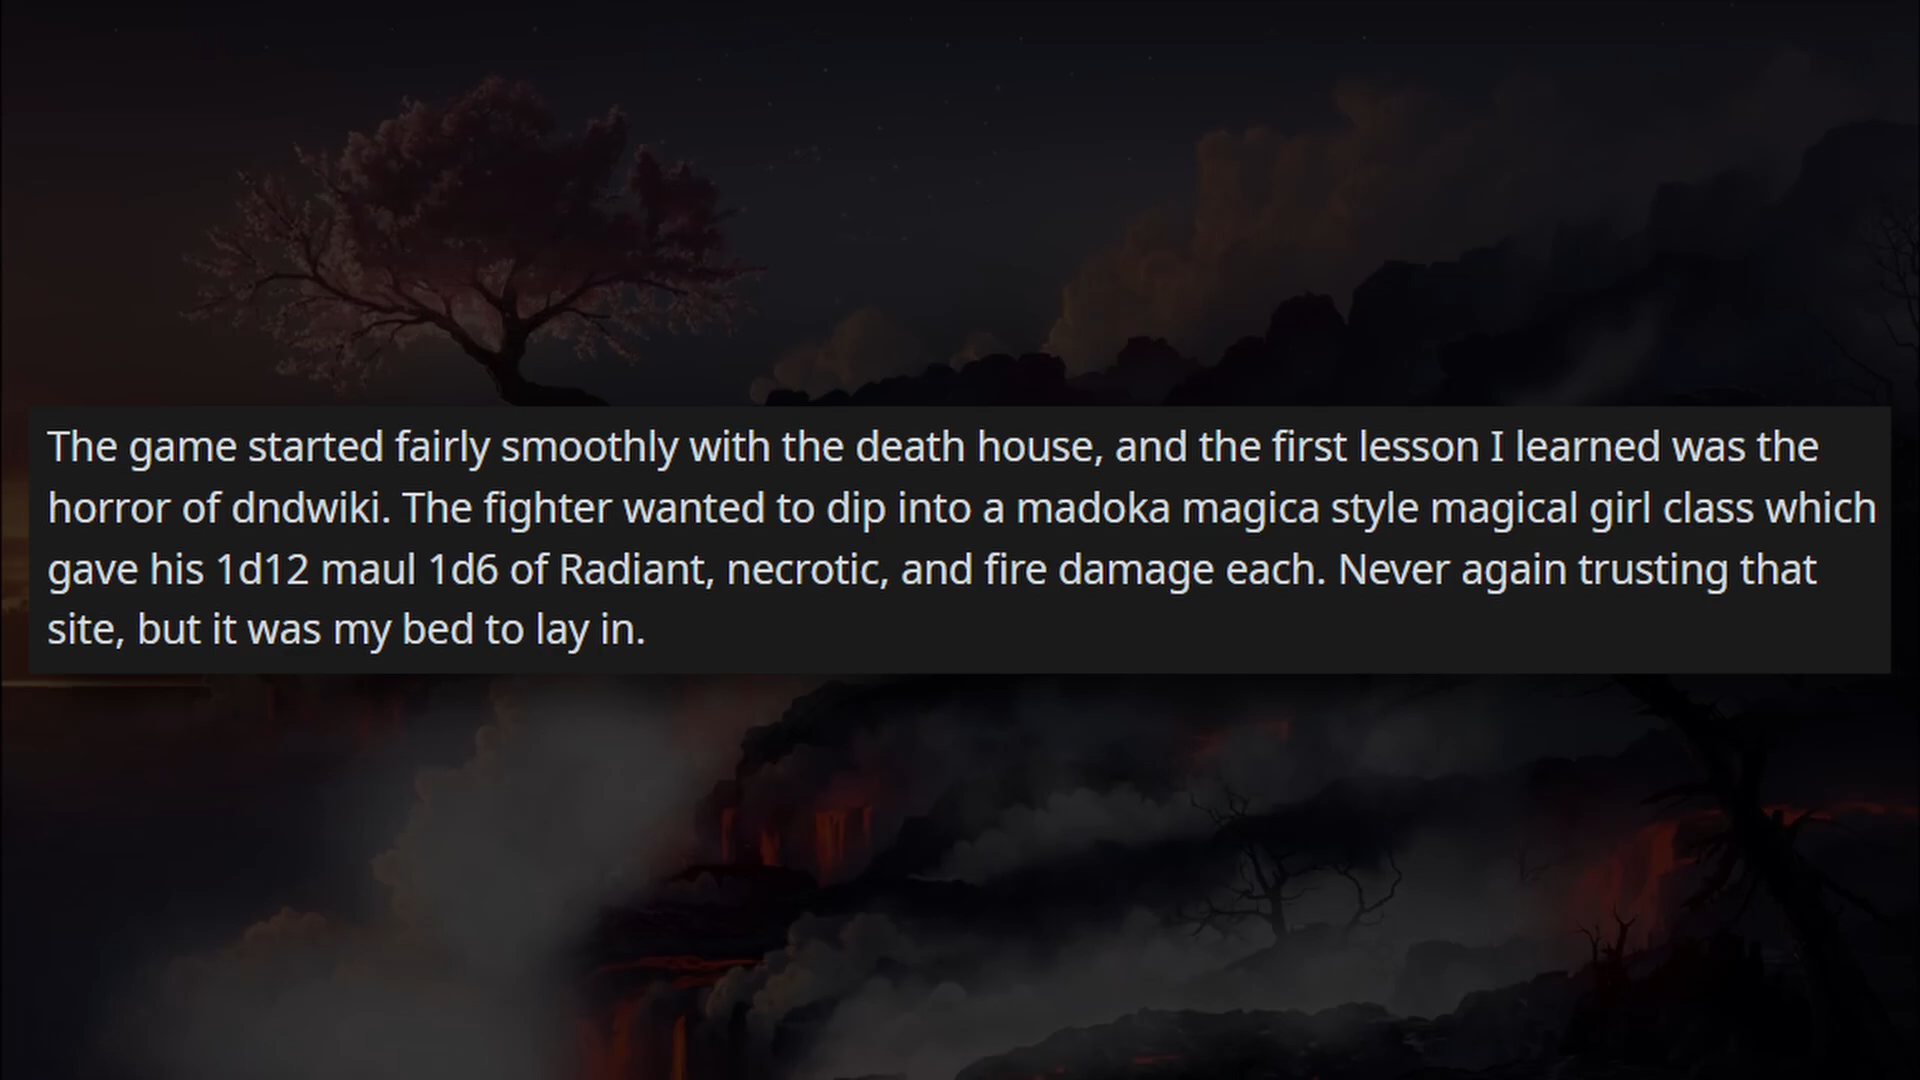 The game started fairly smoothly with the death house, and the first lesson I learned was the
horror of dndwiki. The fighter wanted to dip into a madoka magica style magical girl class which
gave his 1d12 maul 1d6 of Radiant, necrotic, and fire damage each. Never again trusting that
site, but it was my bed to lay in.